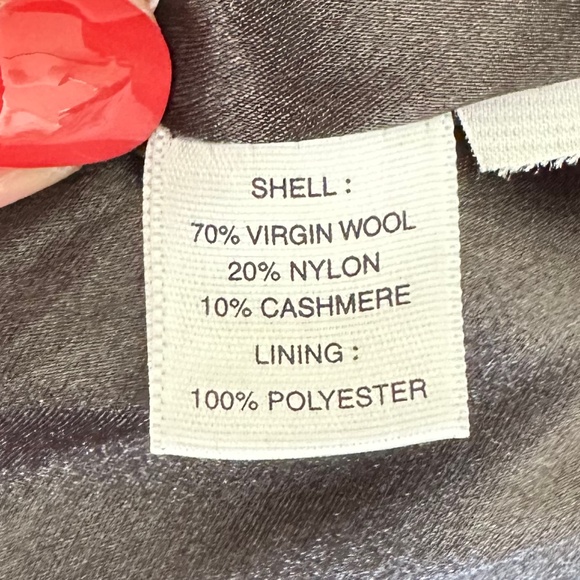 SHELL :
70% VIRGIN WOOL
20% NYLON
10% CASHMERE
LINING :
100% POLYESTER